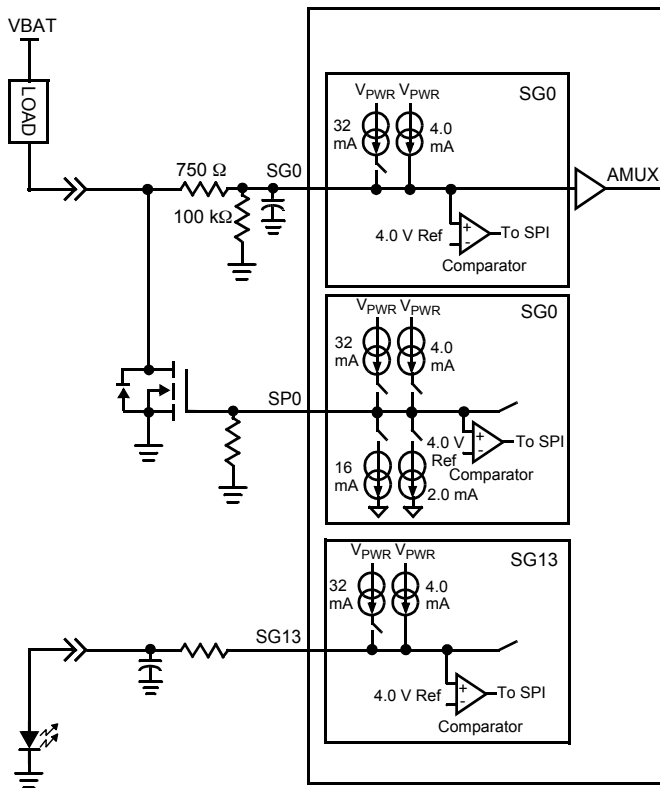 VBAT
LOAD
750 Ω
100 kΩ
SG0
VPWR VPWR
SG0
32 mA
4.0 mA
AMUX
4.0 V Ref
+
-
To SPI
Comparator
VPWR VPWR
SG0
32 mA
4.0 mA
SP0
16 mA
2.0 mA
4.0 V Ref
+
-
To SPI
Comparator
VPWR VPWR
SG13
32 mA
4.0 mA
SG13
4.0 V Ref
+
-
To SPI
Comparator